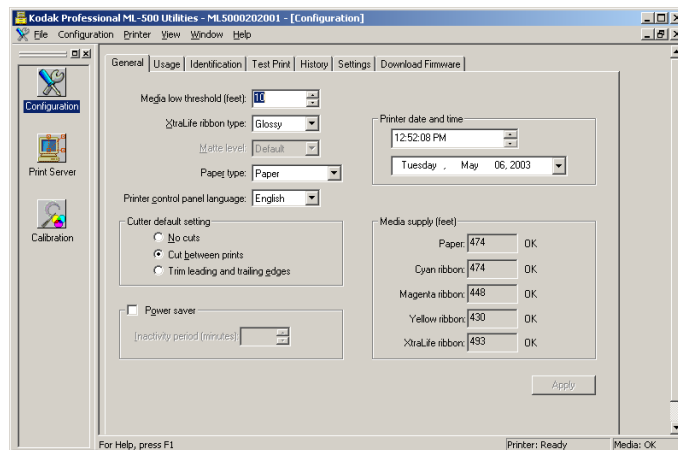 Kodak Professional ML-500 Utilities - ML5000202001 - [Configuration]
File Configuration Printer View Window Help
Configuration
Print Server
Calibration
General Usage Identification Test Print History Settings Download Firmware
Media low threshold (feet): 10
XtraLife ribbon type: Glossy
Matte level: Default
Paper type: Paper
Printer control panel language: English
Printer date and time
12:52:08 PM
Tuesday , May 06, 2003
Cutter default setting
No cuts
Cut between prints
Trim leading and trailing edges
Power saver
Inactivity period (minutes):
Media supply (feet)
Paper: 474 OK
Cyan ribbon: 474 OK
Magenta ribbon: 448 OK
Yellow ribbon: 430 OK
XtraLife ribbon: 493 OK
Apply
For Help, press F1
Printer: Ready
Media: OK